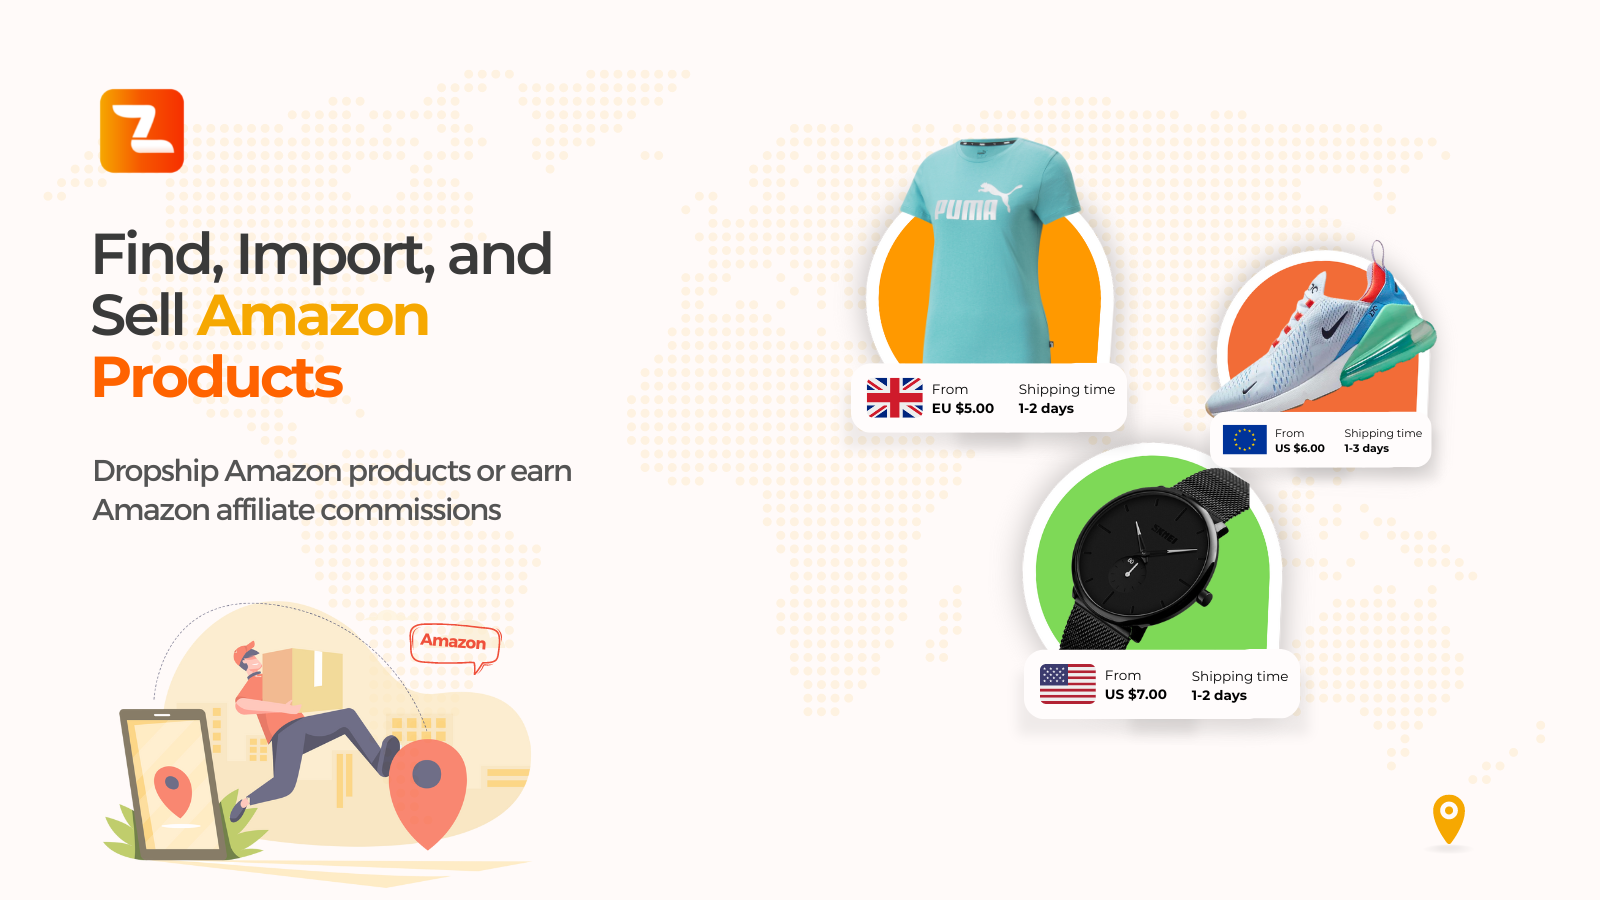 Find, Import, and
Sell Amazon
Products
Dropship Amazon products or earn
Amazon affiliate commissions
Amazon
PUMA
From
EU $5.00
Shipping time
1-2 days
From
US $6.00
Shipping time
1-3 days
From
US $7.00
Shipping time
1-2 days